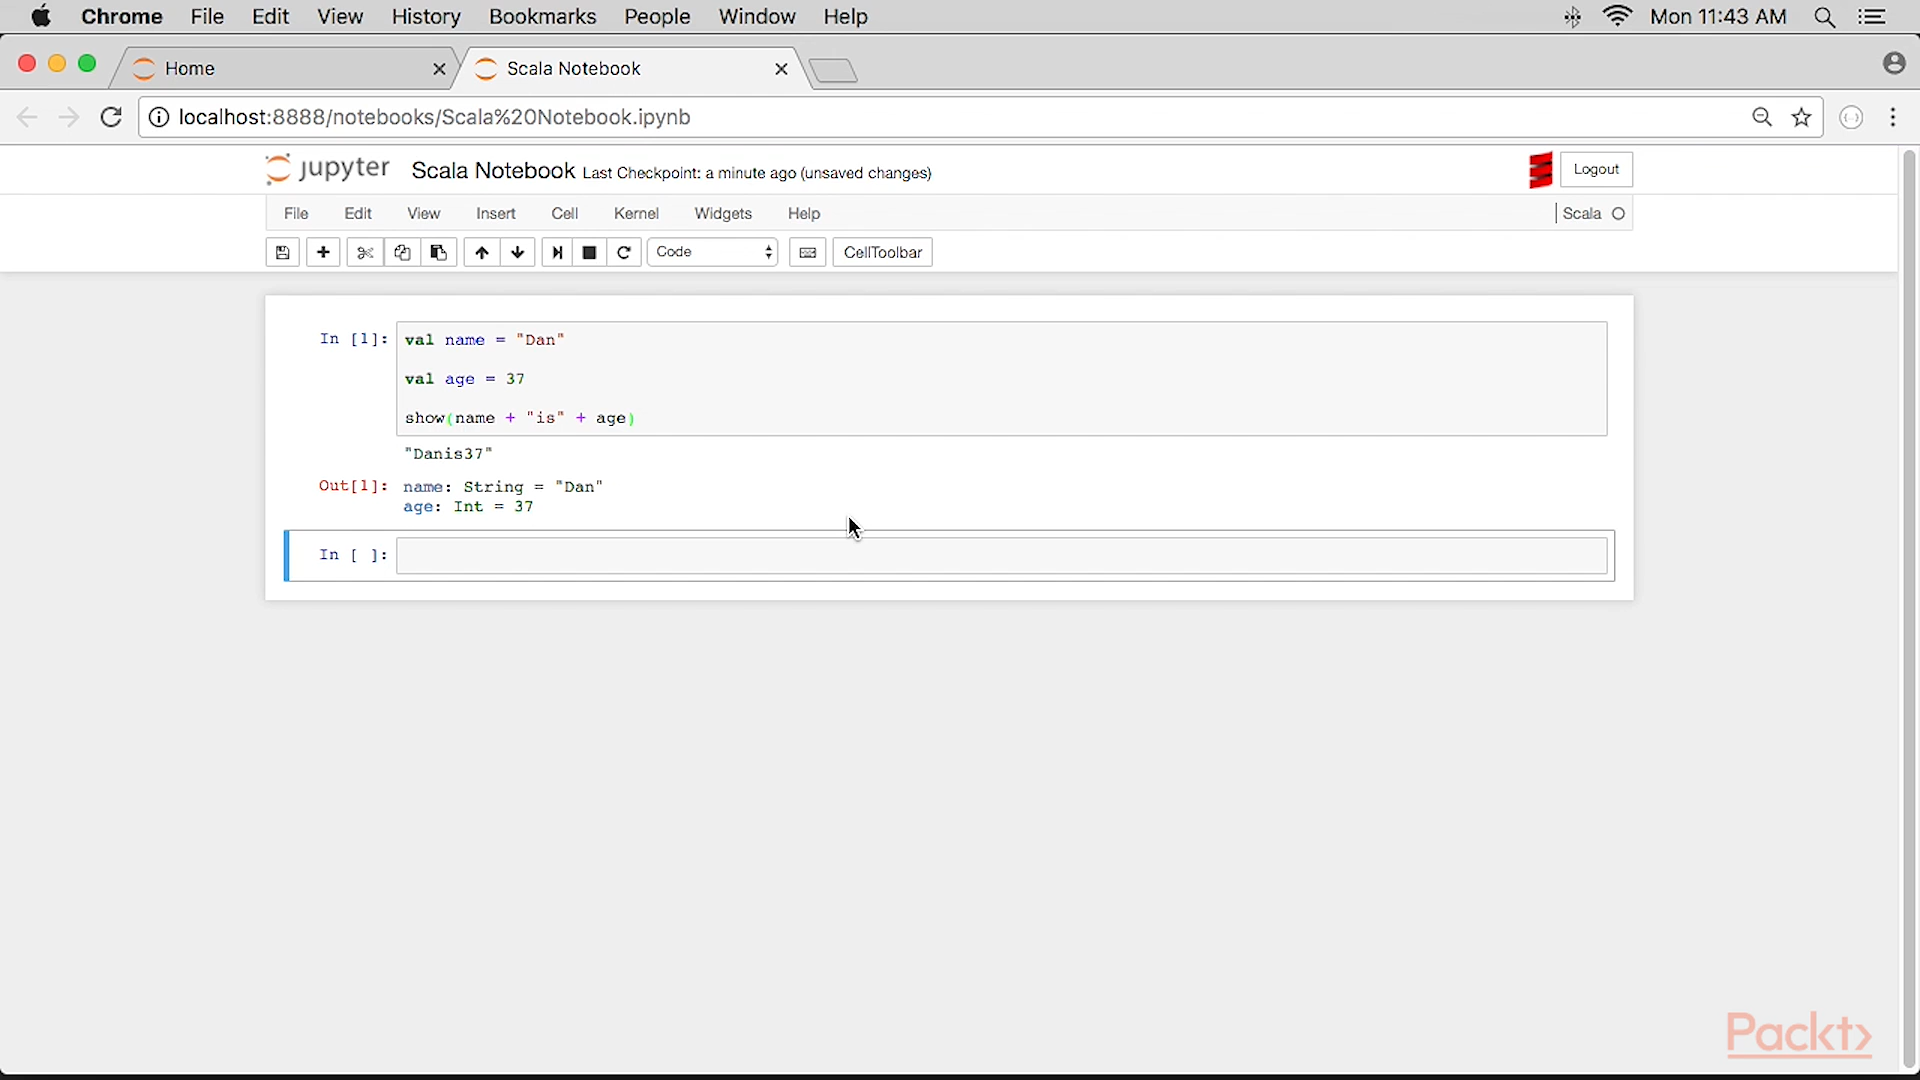 Chrome File Edit View History Bookmarks People Window Help Mon 11:43 AM
Home Scala Notebook
localhost:8888/notebooks/Scala%20Notebook.ipynb
jupyter Scala Notebook Last Checkpoint: a minute ago (unsaved changes) Logout
File Edit View Insert Cell Kernel Widgets Help Scala
Code CellToolbar
In [1]: val name = "Dan"
val age = 37
show(name + "is" + age)
"Danis37"
Out[1]: name: String = "Dan"
age: Int = 37
In [ ]:
Packt>